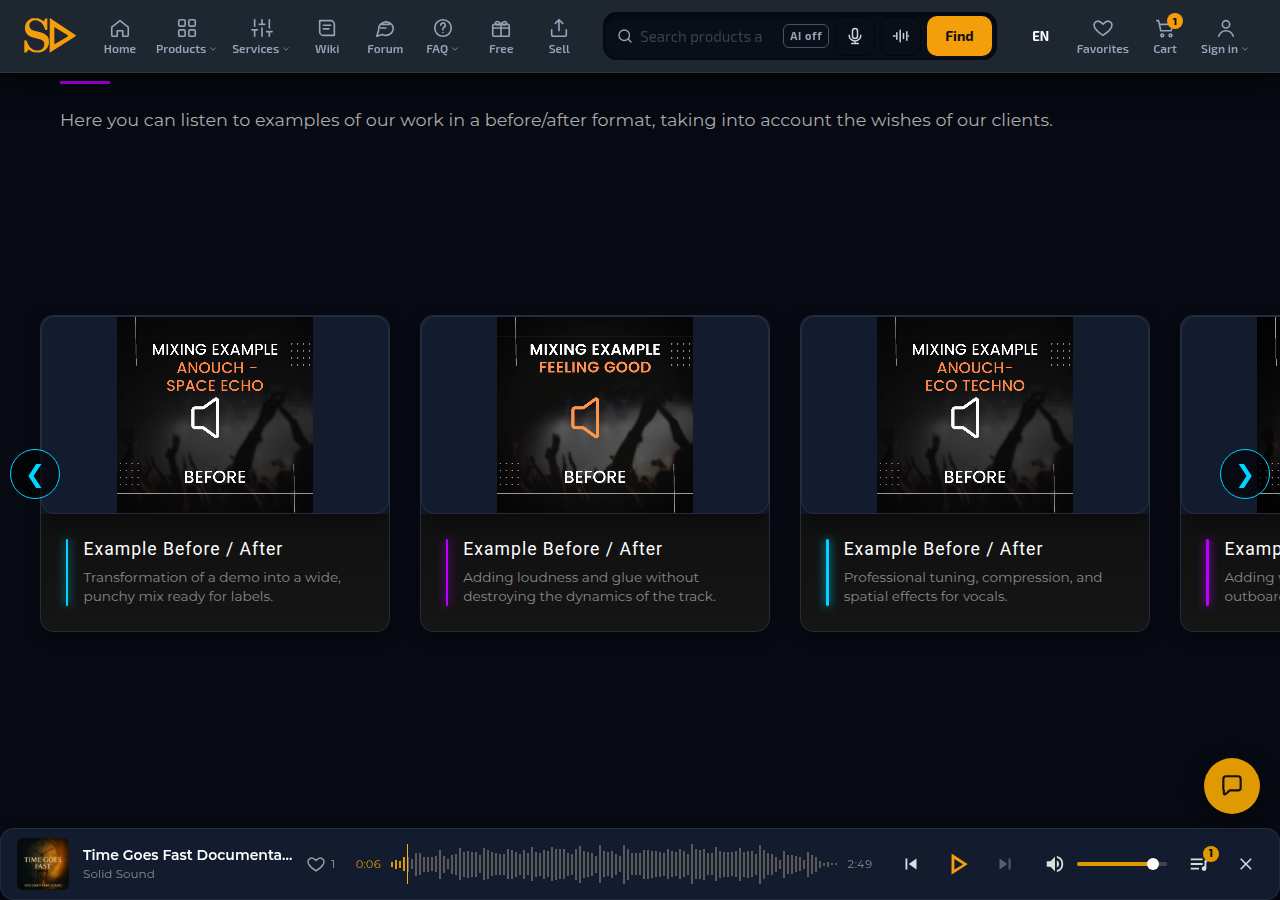 Home
Products
Services
Wiki
Forum
FAQ
Free
Sell
Search products a
AI off
Find
EN
Favorites
1
Cart
Sign in
Here you can listen to examples of our work in a before/after format, taking into account the wishes of our clients.
MIXING EXAMPLE
ANOUCH -
SPACE ECHO
BEFORE
Example Before / After
Transformation of a demo into a wide,
punchy mix ready for labels.
MIXING EXAMPLE
FEELING GOOD
BEFORE
Example Before / After
Adding loudness and glue without
destroying the dynamics of the track.
MIXING EXAMPLE
ANOUCH-
ECO TECHNO
BEFORE
Example Before / After
Professional tuning, compression, and
spatial effects for vocals.
Adding
TIME GOES
FAST
Time Goes Fast Documenta...
Solid Sound
1
0:06
2:49
1